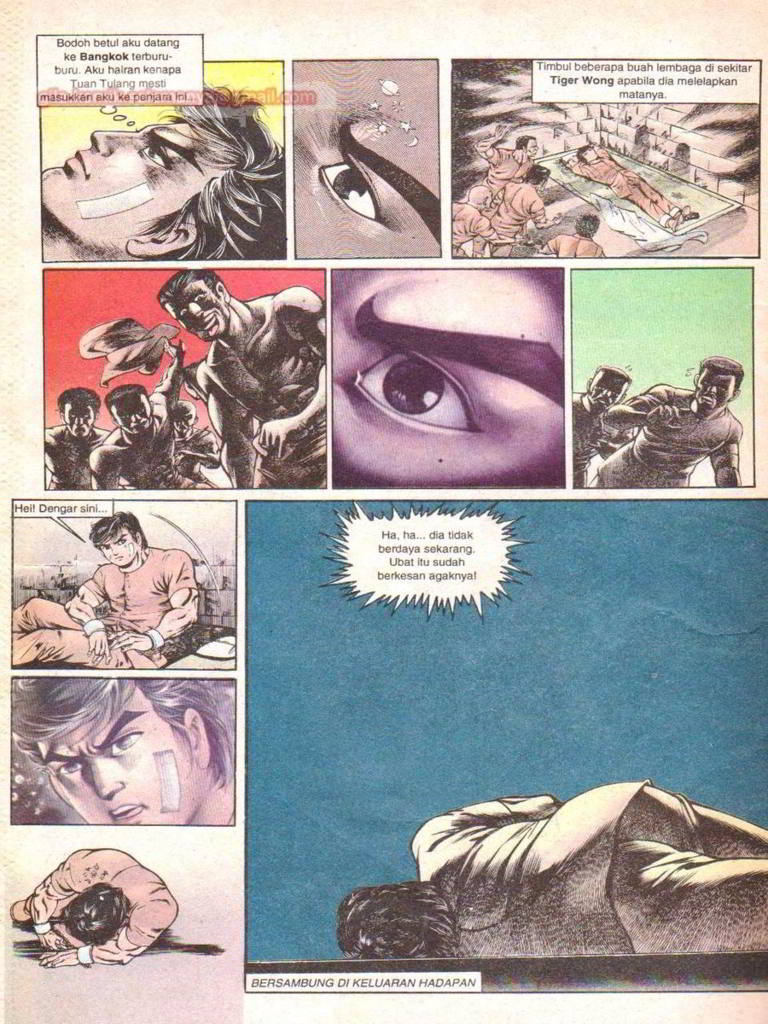 Bodoh betul aku datang
ke Bangkok terburu-
buru. Aku hairan kenapa
Tuan Tulang mesti
masukkan aku ke penjara ini...
Timbul beberapa buah lembaga di sekitar
Tiger Wong apabila dia melelapkan
matanya.
Hei! Dengar sini...
Ha, ha... dia tidak
berdaya sekarang.
Ubat itu sudah
berkesan agaknya!
BERSAMBUNG DI KELUARAN HADAPAN